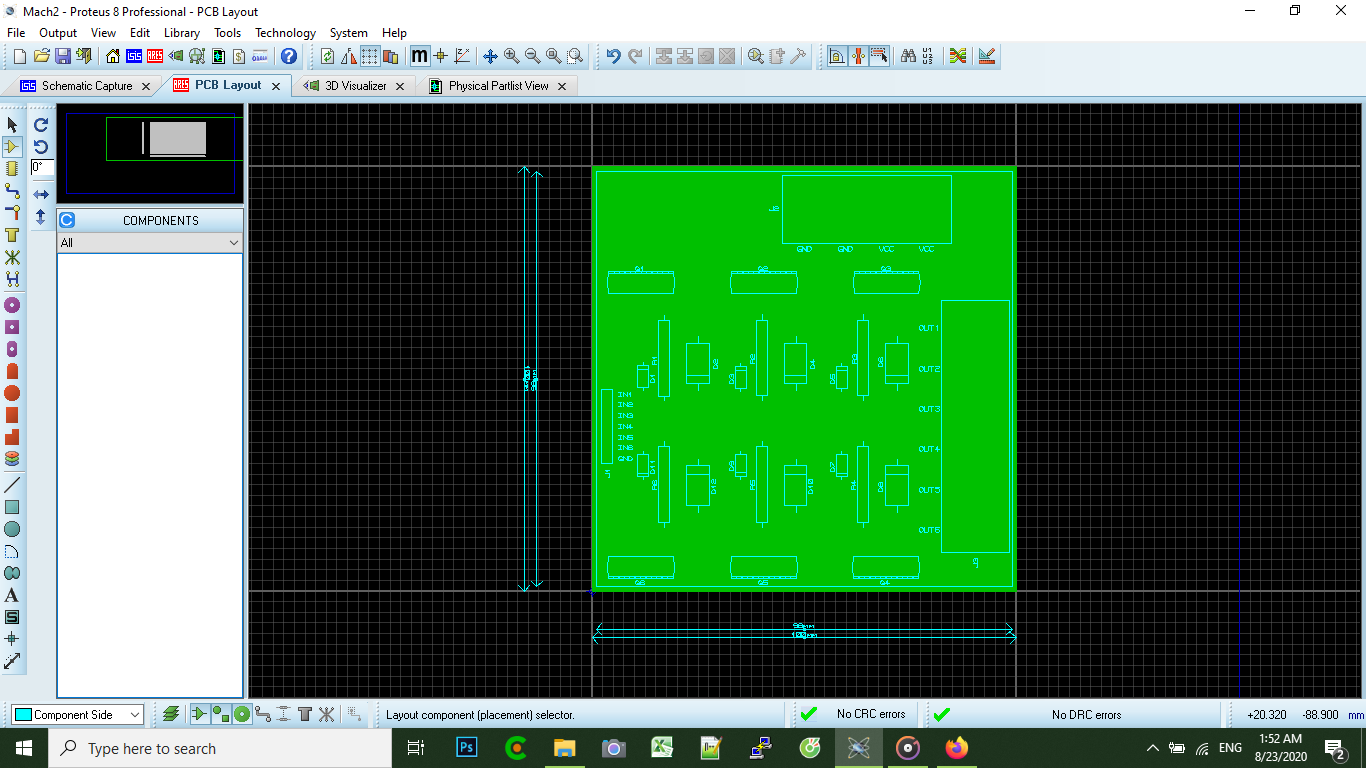 Mach2 - Proteus 8 Professional - PCB Layout
File Output View Edit Library Tools Technology System Help
Schematic Capture PCB Layout 3D Visualizer Physical Partlist View
0°
COMPONENTS
All
GND GND VCC VCC
Q1 Q2 Q3
OUT1
R1 D2 R2 D4 R3 D6
OUT2
D1 D3 D5
IN1
IN2
OUT3
IN3
IN4
IN5
IN6
OUT4
GND
J1
D11 D9 D7
R6 D12 R5 D10 R4 D8
OUT5
OUT6
J3
Q6 Q5 Q4
98mm
100mm
Component Side
Layout component (placement) selector.
No CRC errors
No DRC errors
+20.320 -88.900 mm
Type here to search
ENG
1:52 AM
8/23/2020
2